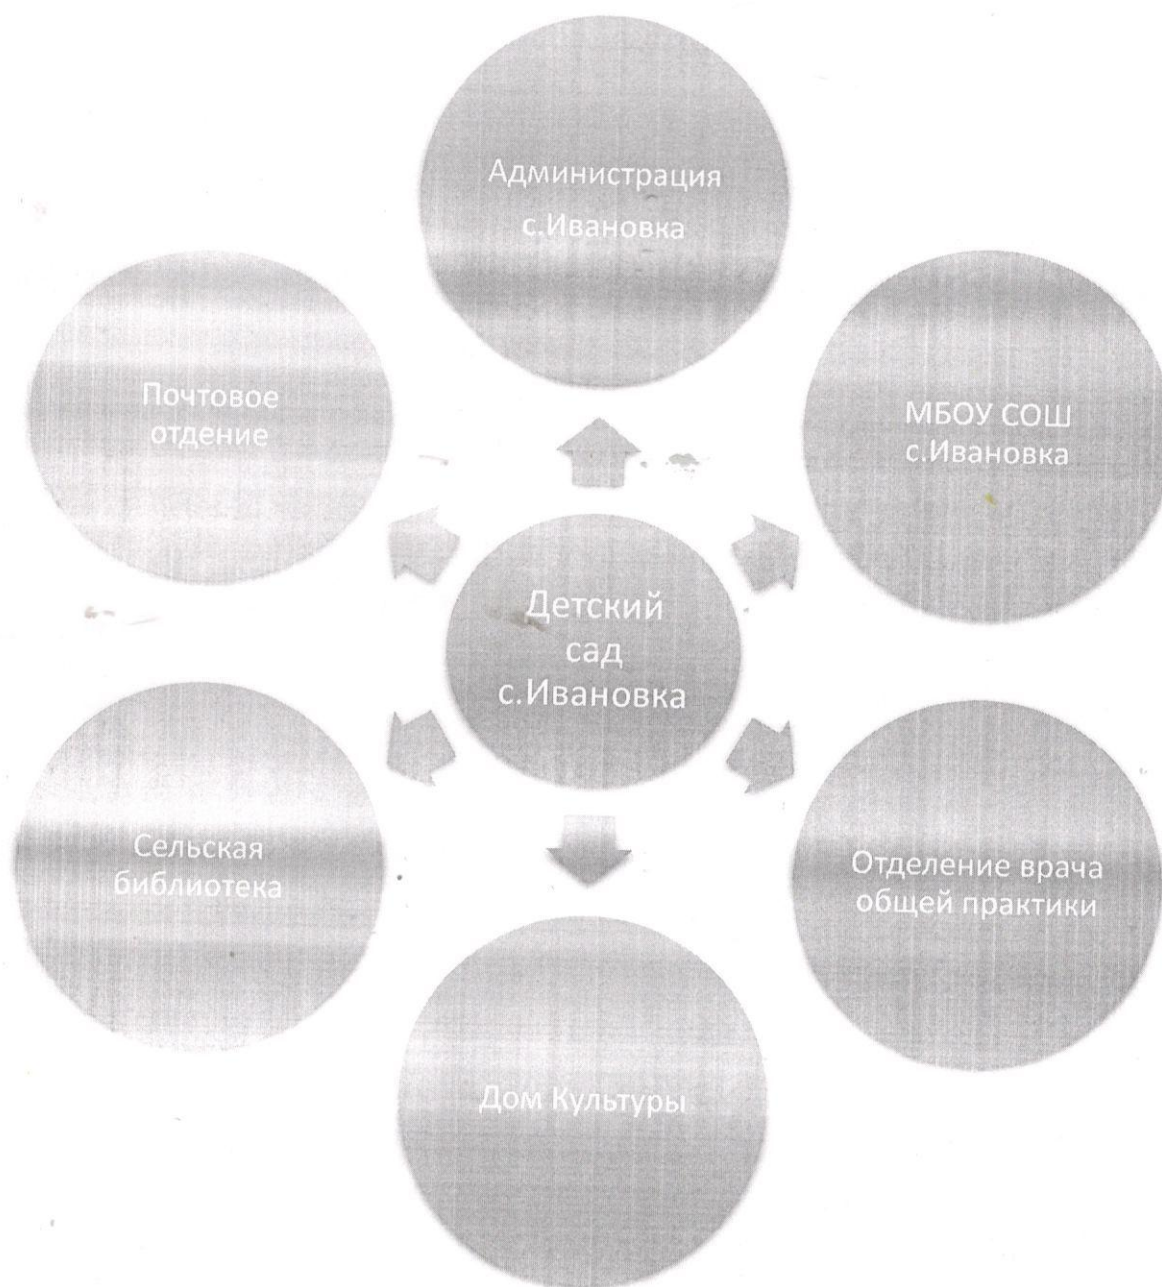 Администрация
с.Ивановка
Почтовое
отдение
МБОУ СОШ
с.Ивановка
Детский
сад
с.Ивановка
Сельская
библиотека
Отделение врача
общей практики
Дом Культуры